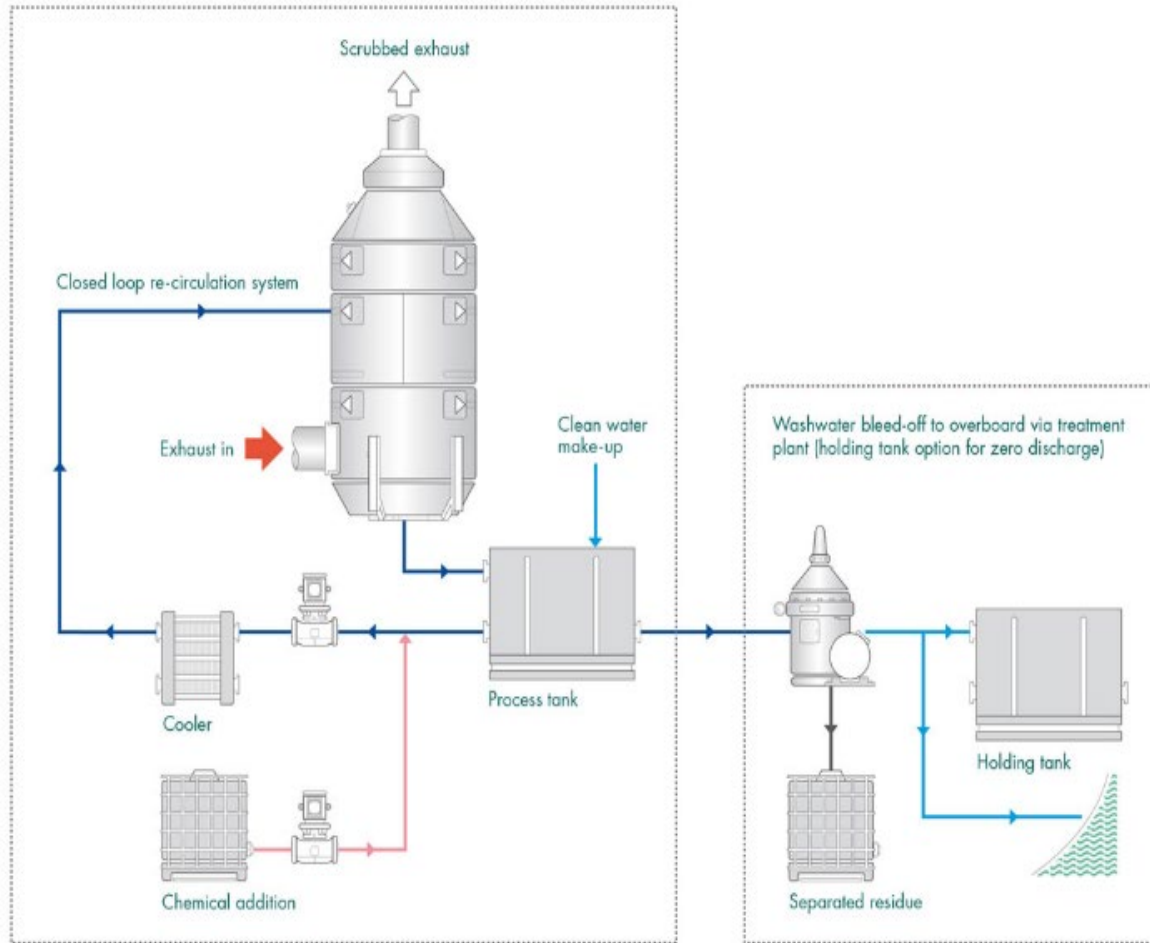 Scrubbed exhaust
Closed loop re-circulation system
Exhaust in
Clean water
make-up
Washwater bleed-off to overboard via treatment
plant (holding tank option for zero discharge)
Process tank
Cooler
Holding tank
Chemical addition
Separated residue